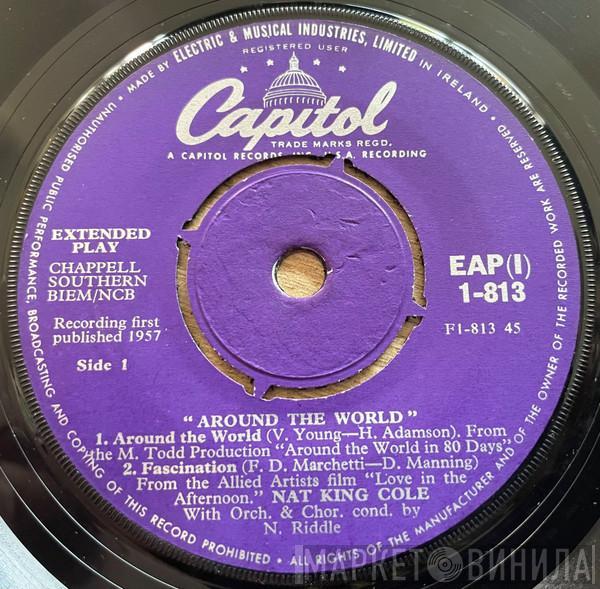 MADE BY ELECTRIC & MUSICAL INDUSTRIES, LIMITED IN IRELAND •
REGISTERED USER
Capitol
TRADE MARKS REGD.
A CAPITOL RECORDS, INC., U.S.A. RECORDING
UNAUTHORISED PUBLIC PERFORMANCE, BROADCASTING AND COPYING OF THIS RECORD PROHIBITED • ALL RIGHTS OF THE MANUFACTURER AND OF THE OWNER OF THE RECORDED WORK ARE RESERVED •
EXTENDED
PLAY
CHAPPELL
SOUTHERN
BIEM/NCB
Recording first
published 1957
Side 1
EAP(I)
1-813
F1-813 45
"AROUND THE WORLD"
1. Around the World (V. Young—H. Adamson). From
the M. Todd Production "Around the World in 80 Days"
2. Fascination (F. D. Marchetti—D. Manning)
From the Allied Artists film "Love in the
Afternoon." NAT KING COLE
With Orch. & Chor. cond. by
N. Riddle
МАРКЕТ ВИНИЛА